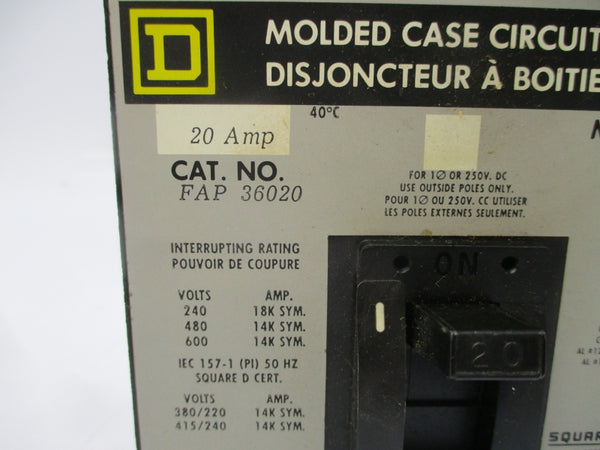 D
MOLDED CASE CIRCUIT
DISJONCTEUR À BOITIE
40°C
20 Amp
CAT. NO.
FAP 36020
FOR 1Ø OR 250V. DC
USE OUTSIDE POLES ONLY.
POUR 1Ø OU 250V. CC UTILISER
LES POLES EXTERNES SEULEMENT.
INTERRUPTING RATING
POUVOIR DE COUPURE
VOLTS AMP.
240 18K SYM.
480 14K SYM.
600 14K SYM.
IEC 157-1 (PI) 50 HZ
SQUARE D CERT.
VOLTS AMP.
380/220 14K SYM.
415/240 14K SYM.
ON
20
SQUAR